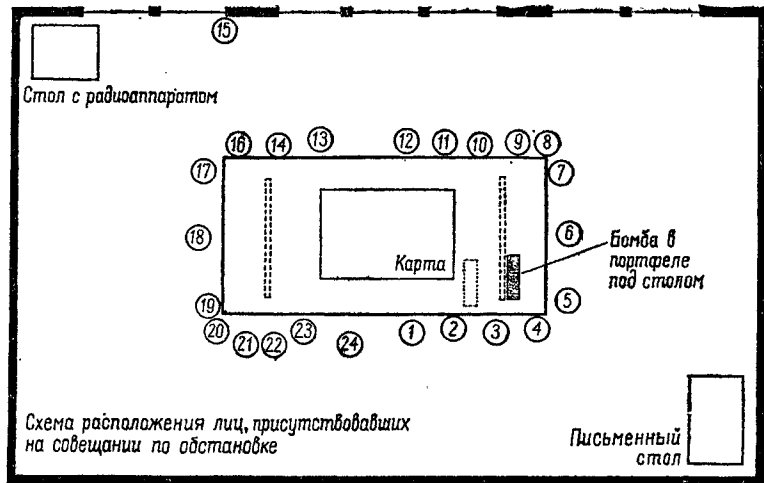 15
Стол с радиоаппаратом
16 14 13 12 11 10 9 8
17 7
18 6
Карта
Бомба в
портфеле
под столом
19 5
20 21 22 23 24 1 2 3 4
Схема расположения лиц, присутствовавших
на совещании по обстановке
Письменный
стол